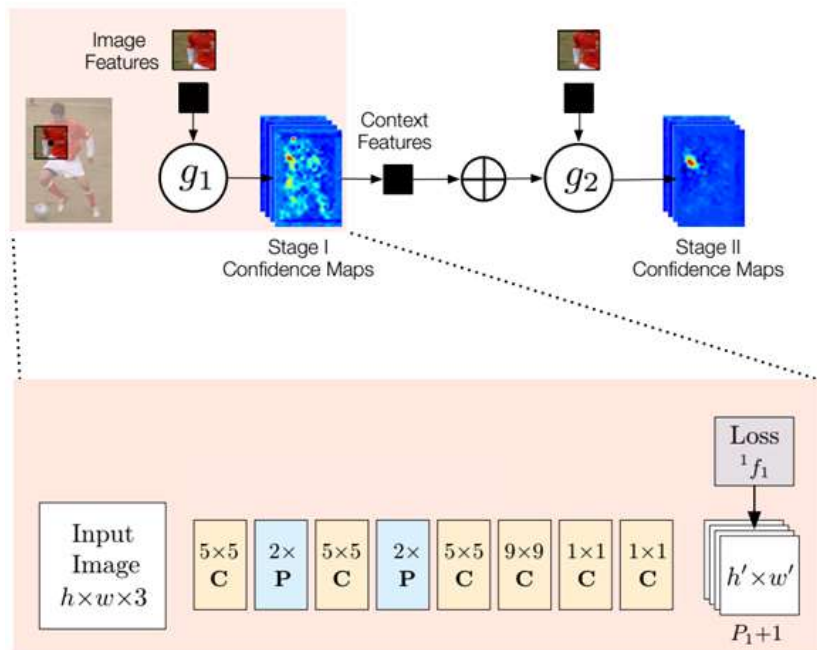 Image
Features
Context
Features
g₁
g₂
Stage I
Confidence Maps
Stage II
Confidence Maps
Loss
¹f₁
Input
Image
h×w×3
5×5
C
2×
P
5×5
C
2×
P
5×5
C
9×9
C
1×1
C
1×1
C
h′×w′
P₁+1